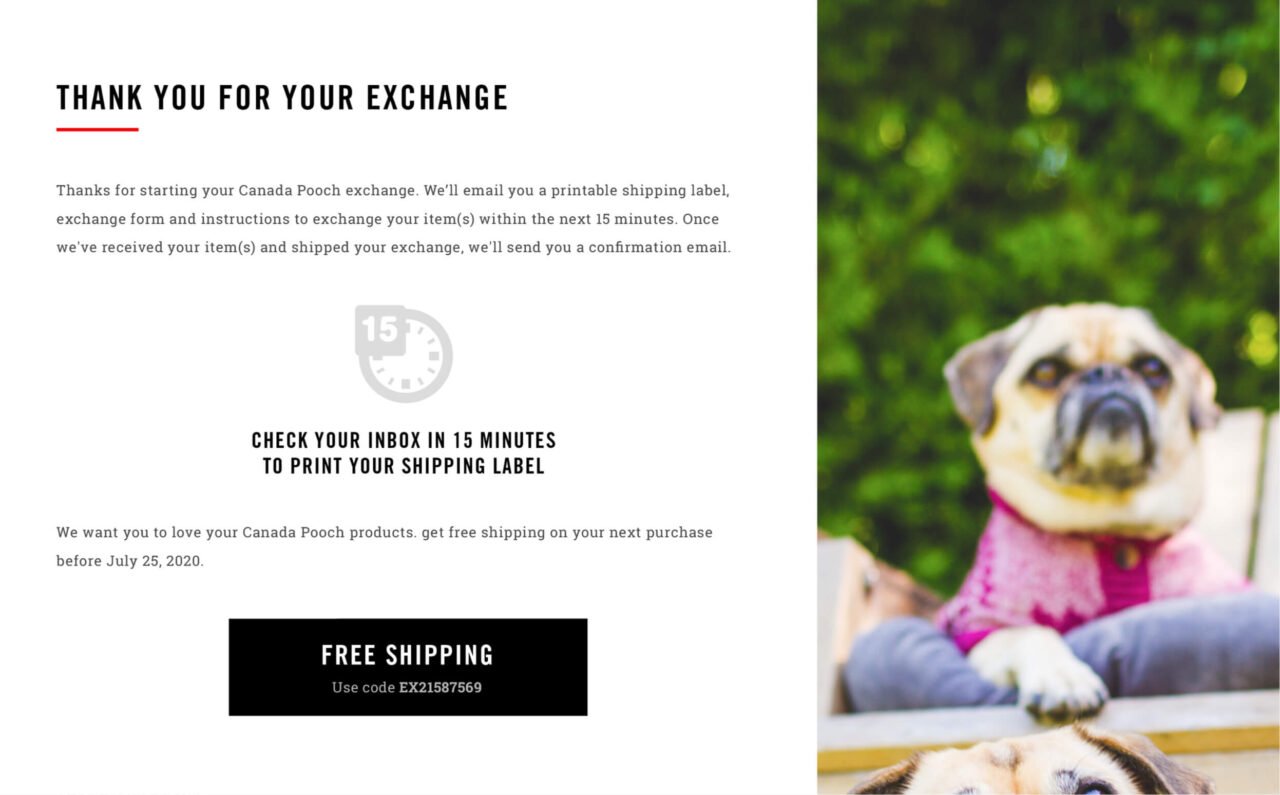 THANK YOU FOR YOUR EXCHANGE
Thanks for starting your Canada Pooch exchange. We’ll email you a printable shipping label,
exchange form and instructions to exchange your item(s) within the next 15 minutes. Once
we've received your item(s) and shipped your exchange, we'll send you a confirmation email.
15
CHECK YOUR INBOX IN 15 MINUTES
TO PRINT YOUR SHIPPING LABEL
We want you to love your Canada Pooch products. get free shipping on your next purchase
before July 25, 2020.
FREE SHIPPING
Use code EX21587569